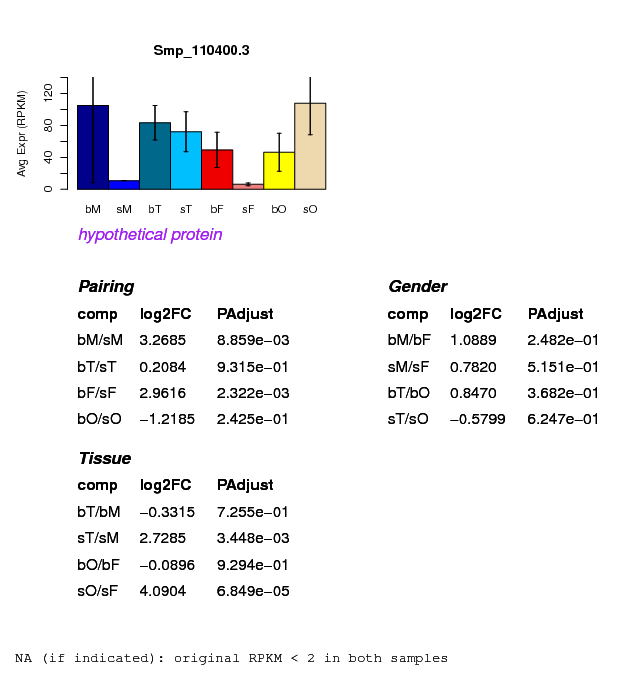 Smp_110400.3
Avg Expr (RPKM)
0 40 80 120
bM sM bT sT bF sF bO sO
hypothetical protein
Pairing
comp log2FC PAdjust
bM/sM 3.2685 8.859e−03
bT/sT 0.2084 9.315e−01
bF/sF 2.9616 2.322e−03
bO/sO −1.2185 2.425e−01
Gender
comp log2FC PAdjust
bM/bF 1.0889 2.482e−01
sM/sF 0.7820 5.151e−01
bT/bO 0.8470 3.682e−01
sT/sO −0.5799 6.247e−01
Tissue
comp log2FC PAdjust
bT/bM −0.3315 7.255e−01
sT/sM 2.7285 3.448e−03
bO/bF −0.0896 9.294e−01
sO/sF 4.0904 6.849e−05
NA (if indicated): original RPKM < 2 in both samples